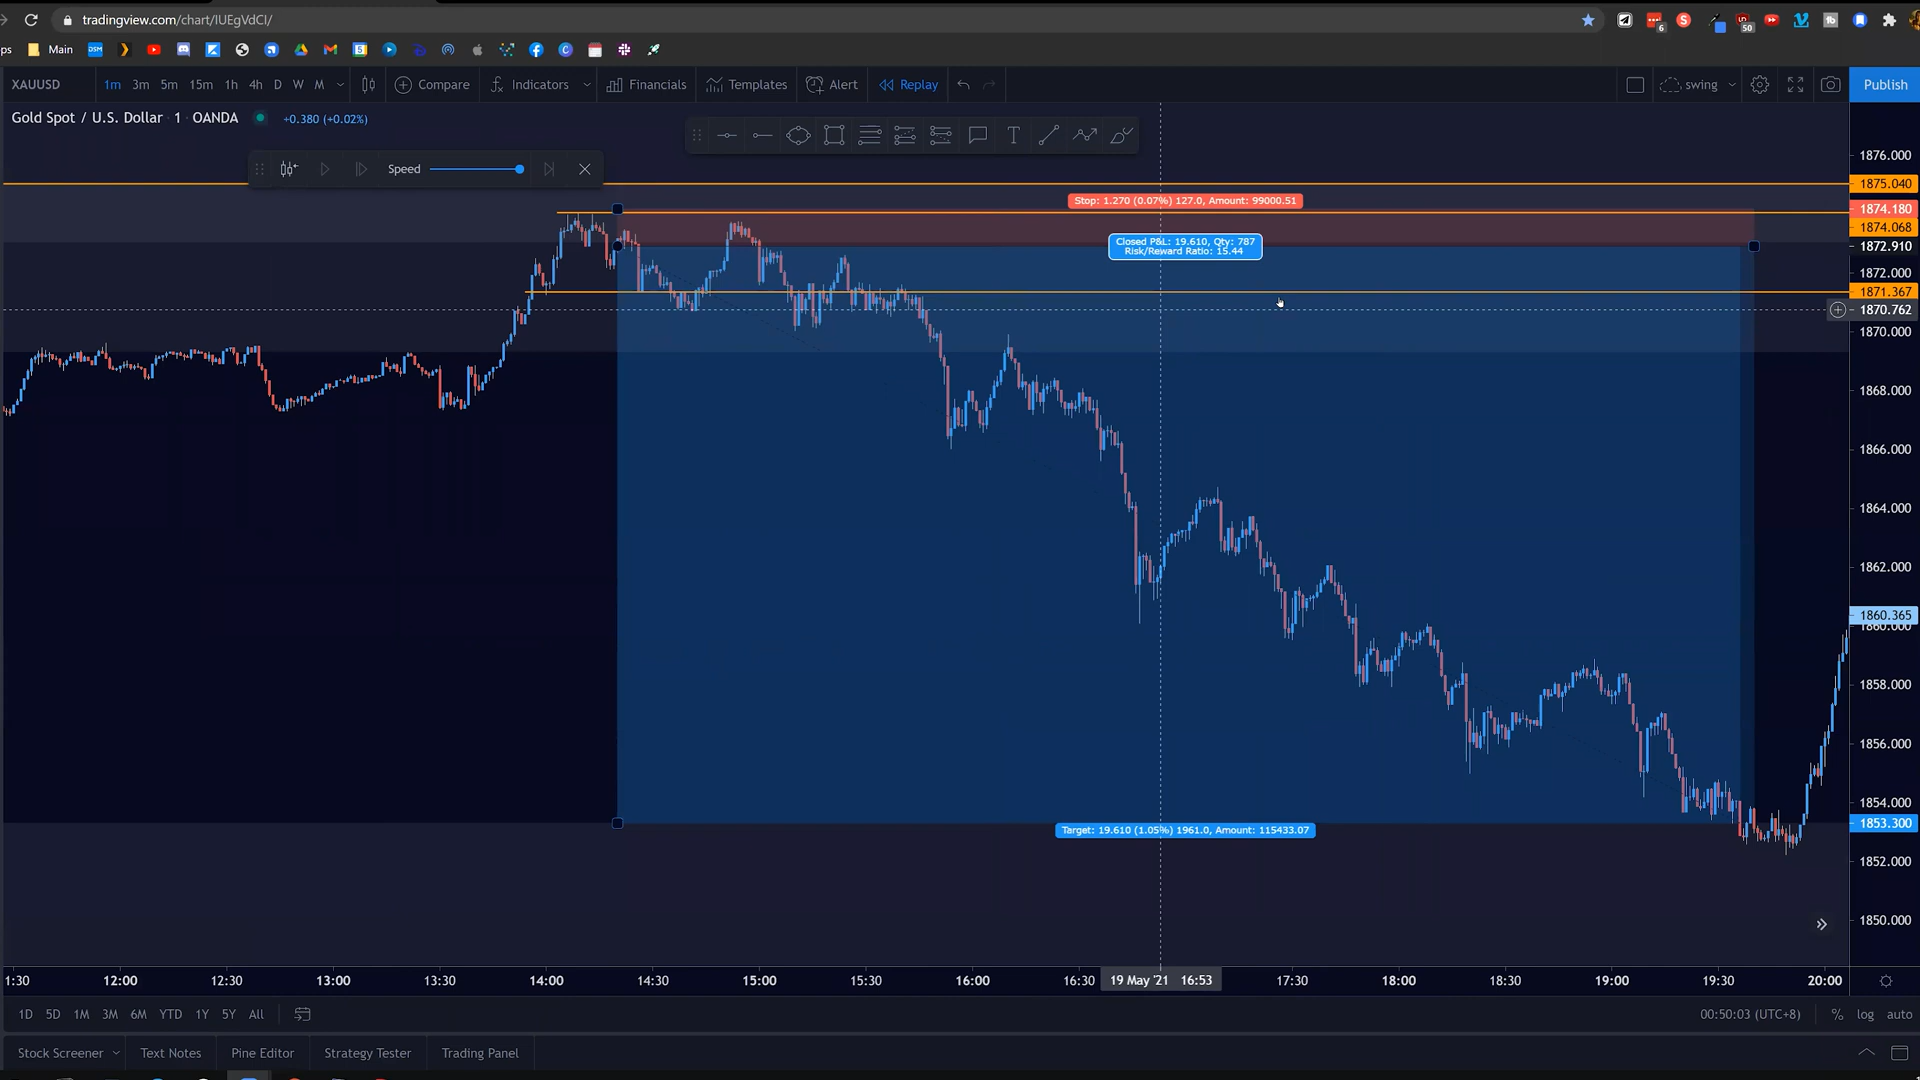 tradingview.com/chart/IUEgVdCI/
6
50
ps
Main
DSM
XAUUSD
1m 3m 5m 15m 1h 4h D W M
Compare
Indicators
Financials
Templates
Alert
Replay
swing
Publish
Gold Spot / U.S. Dollar · 1 · OANDA
+0.380 (+0.02%)
Speed
Stop: 1.270 (0.07%) 127.0, Amount: 99000.51
Closed P&L: 19.610, Qty: 787
Risk/Reward Ratio: 15.44
Target: 19.610 (1.05%) 1961.0, Amount: 115433.07
1876.000
1875.040
1874.180
1874.068
1872.910
1872.000
1871.367
1870.762
1870.000
1868.000
1866.000
1864.000
1862.000
1860.365
1860.000
1858.000
1856.000
1854.000
1853.300
1852.000
1850.000
1:30 12:00 12:30 13:00 13:30 14:00 14:30 15:00 15:30 16:00 16:30 19 May '21 16:53 17:30 18:00 18:30 19:00 19:30 20:00
1D 5D 1M 3M 6M YTD 1Y 5Y All
00:50:03 (UTC+8)
% log auto
Stock Screener
Text Notes
Pine Editor
Strategy Tester
Trading Panel